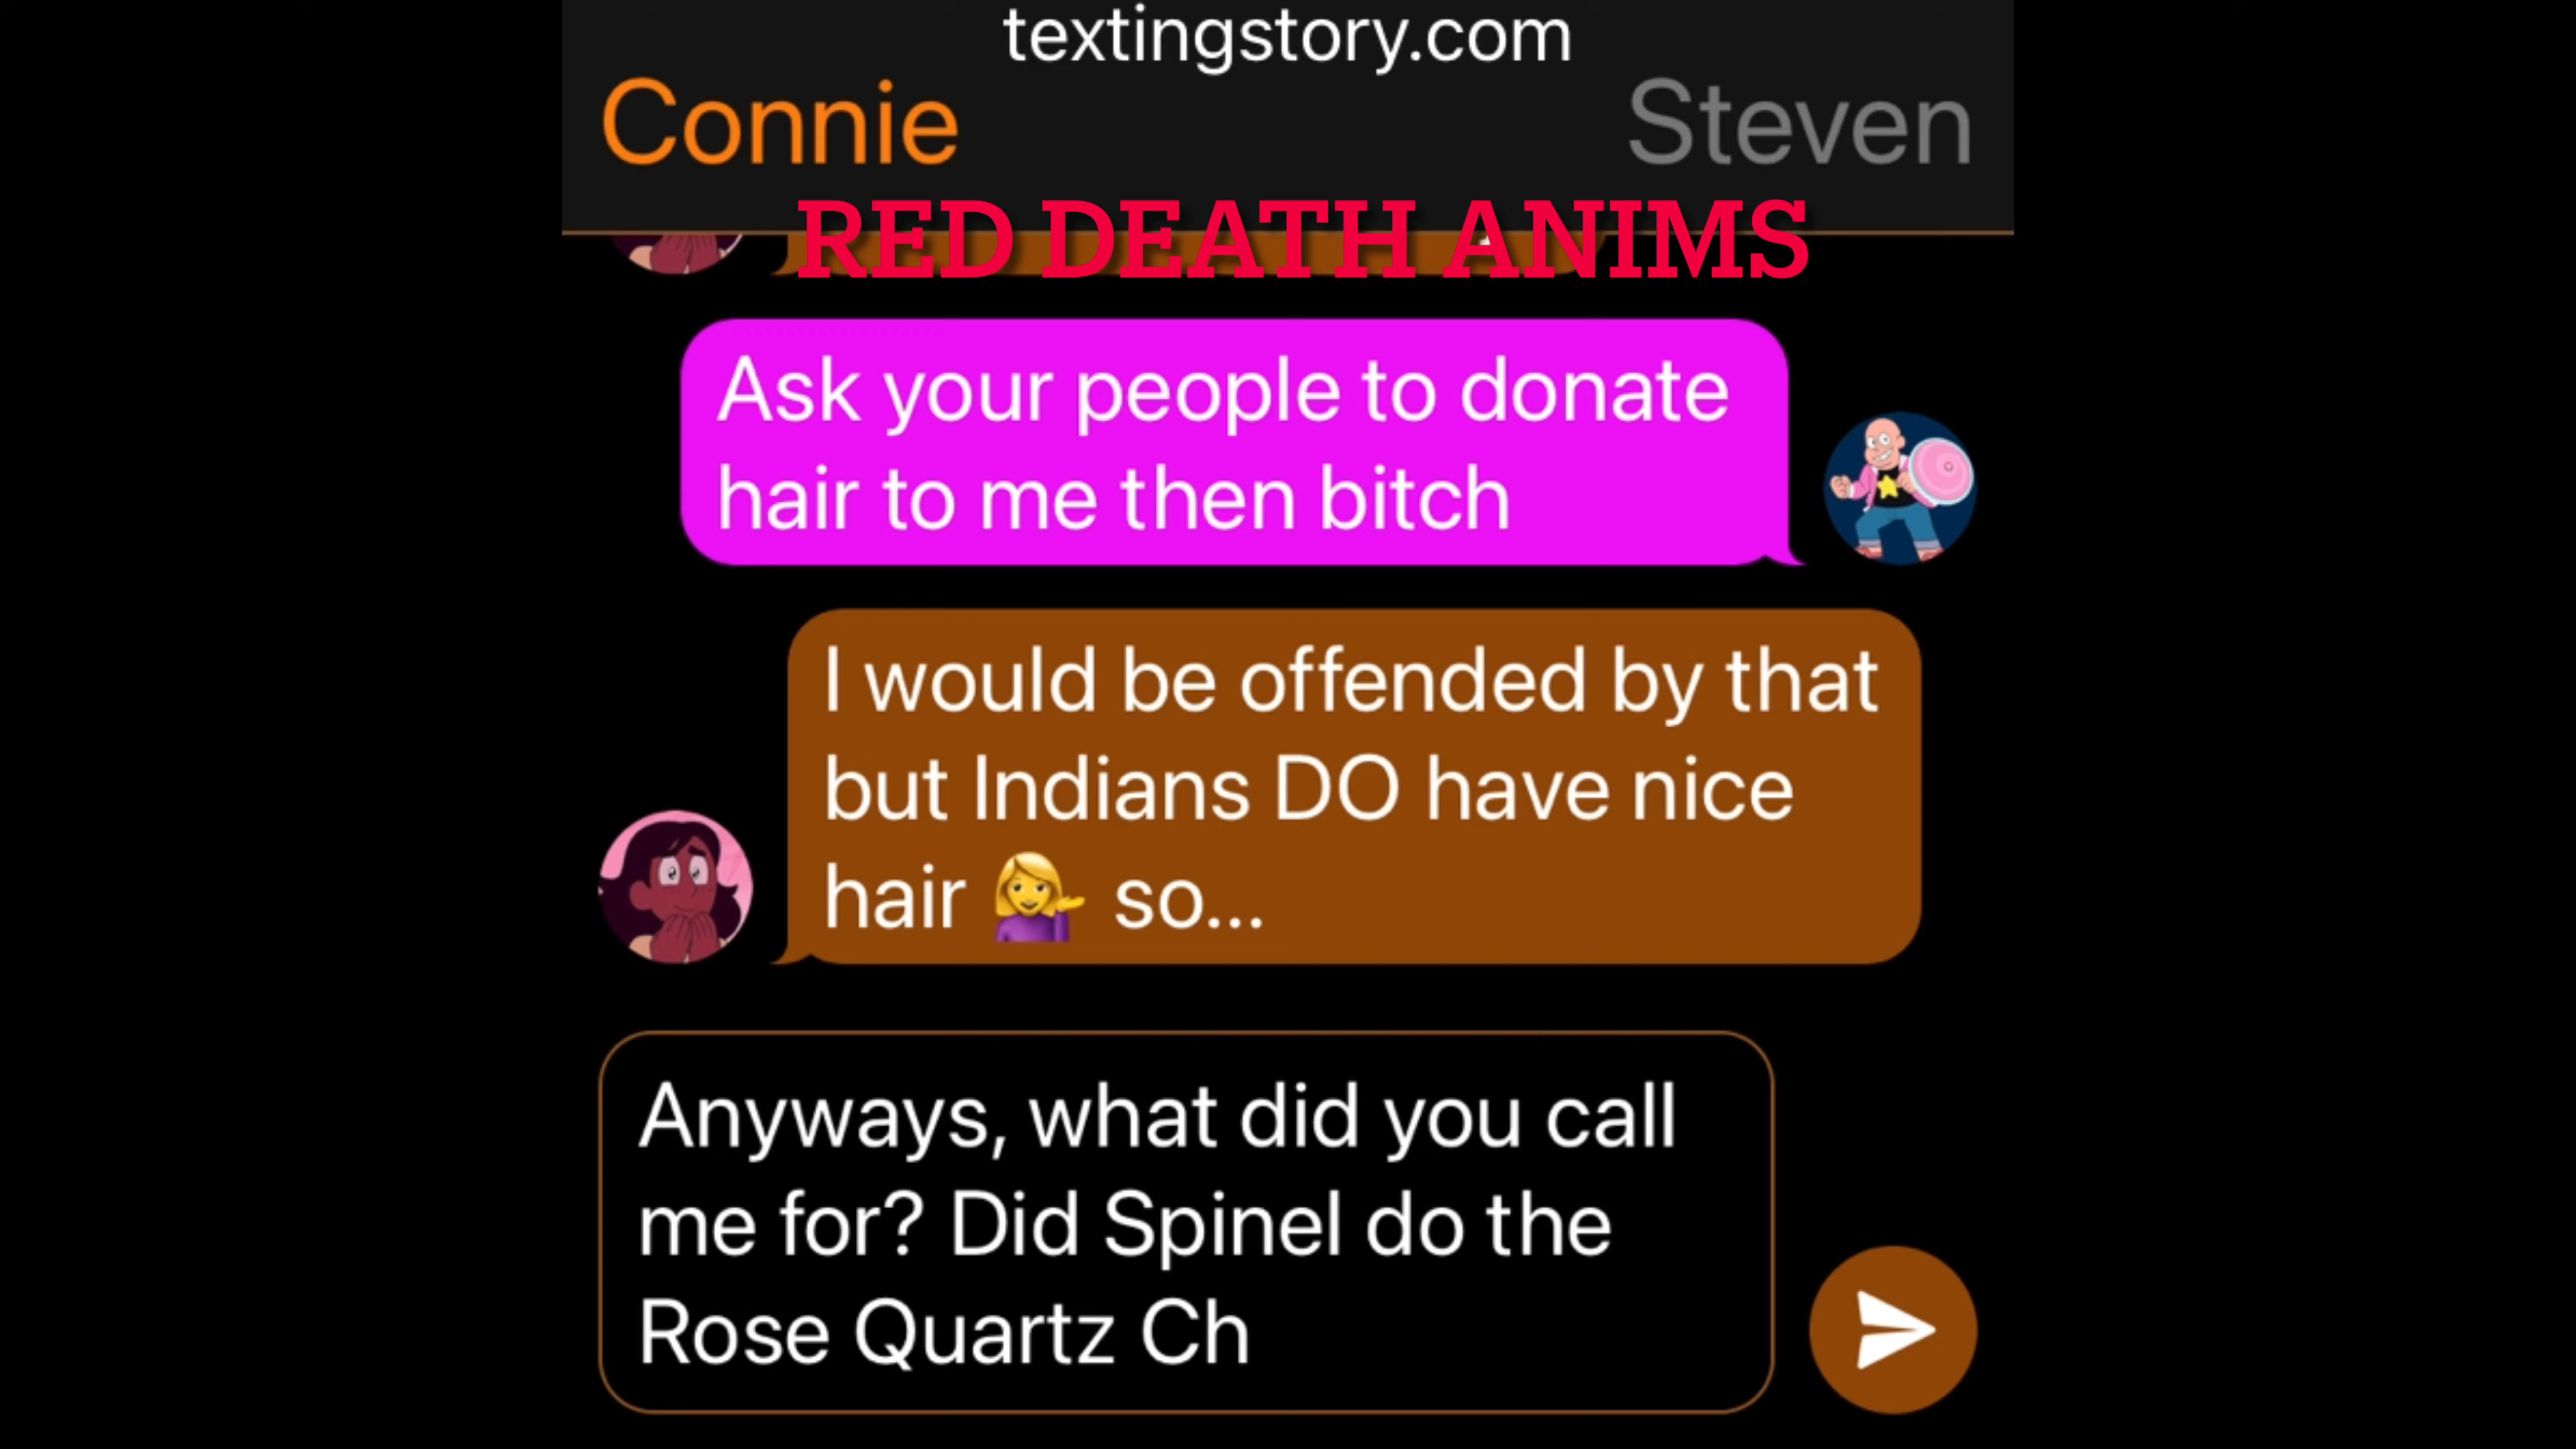 textingstory.com
Connie
Steven
RED DEATH ANIMS
Ask your people to donate
hair to me then bitch
I would be offended by that
but Indians DO have nice
hair 💁‍♀️ so...
Anyways, what did you call
me for? Did Spinel do the
Rose Quartz Ch